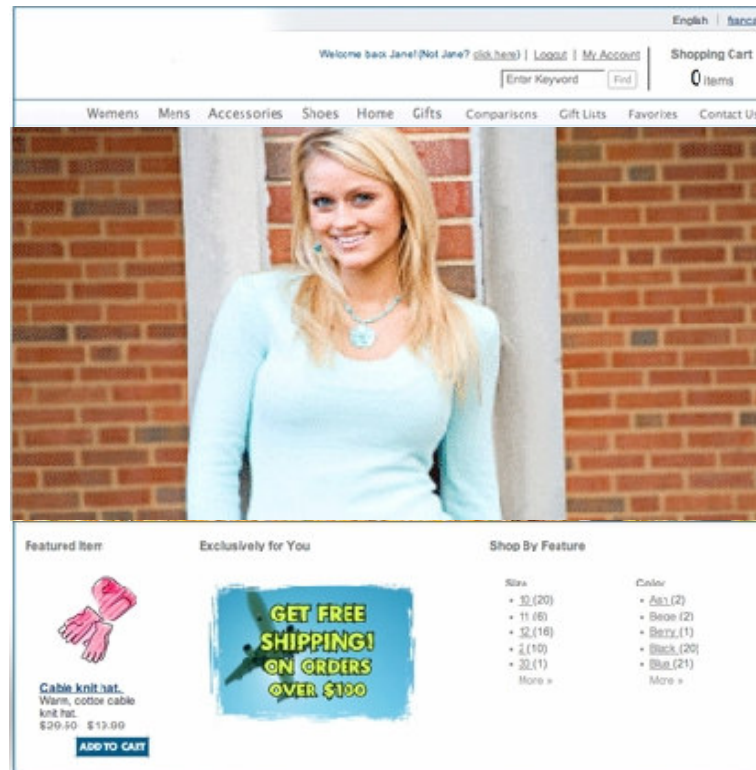 English | frança
Welcome back Jane! (Not Jane? click here) | Logout | My Account
Shopping Cart
Enter Keyword Find
0 items
Womens Mens Accessories Shoes Home Gifts Comparisons Gift Lists Favorites Contact Us
Featured Item
Exclusively for You
Shop By Feature
GET FREE
SHIPPING!
ON ORDERS
OVER $100
Cable knit hat.
Warm, cotton cable
knit hat.
ADD TO CART
Size
• 10 (20)
• 11 (6)
• 12 (16)
• 2 (10)
More »
Color
• Ash (2)
• Beige (2)
• Berry (1)
• Black (20)
• Blue (21)
More »